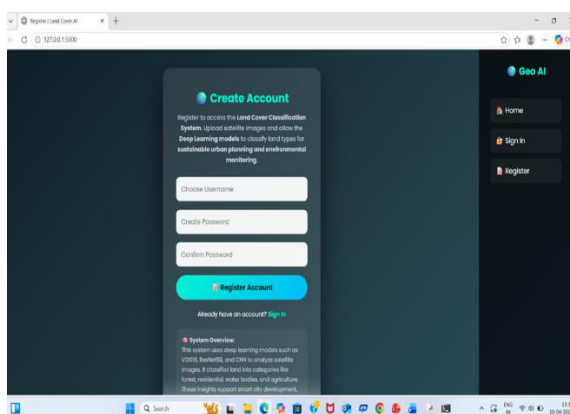 Register | Land Cover AI
127.0.0.1:5000
Geo AI
Home
Sign In
Register
Create Account
Register to access the Land Cover Classification
System. Upload satellite images and allow the
Deep Learning models to classify land types for
sustainable urban planning and environmental
monitoring.
Choose Username
Create Password
Confirm Password
Register Account
Already have an account? Sign In
System Overview:
This system uses deep learning models such as
VGG16, ResNet50, and CNN to analyze satellite
images. It classifies land into categories like
forest, residential, water bodies, and agriculture.
These insights support smart city development,
Search
ENG
IN